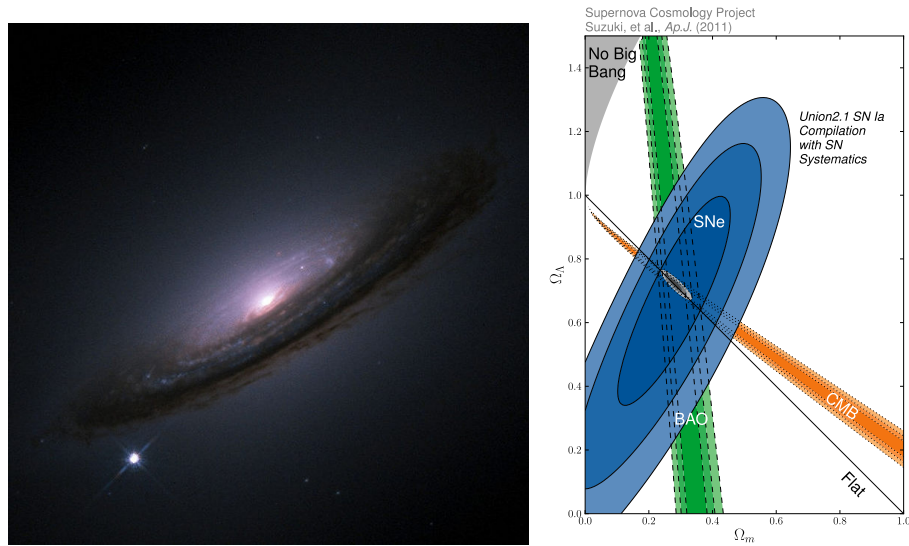 Supernova Cosmology Project
Suzuki, et al., Ap.J. (2011)
No Big
Bang
Union2.1 SN Ia
Compilation
with SN
Systematics
SNe
BAO
CMB
Flat
1.4
1.2
1.0
0.8
0.6
0.4
0.2
0.0
Ω_Λ
0.0 0.2 0.4 0.6 0.8 1.0
Ω_m